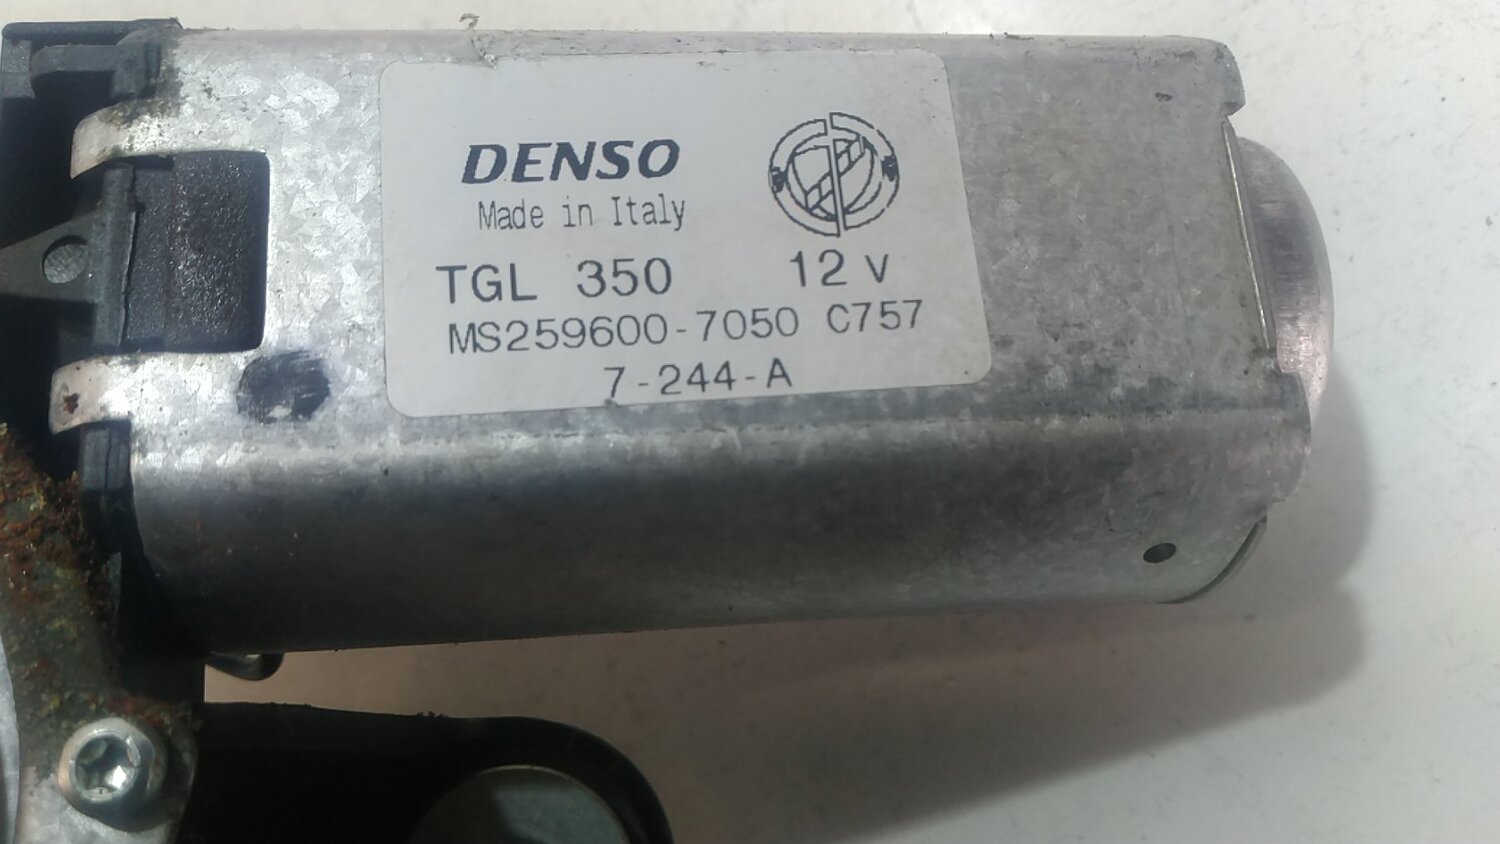 DENSO
Made in Italy
TGL 350 12 V
MS259600-7050 C757
7-244-A